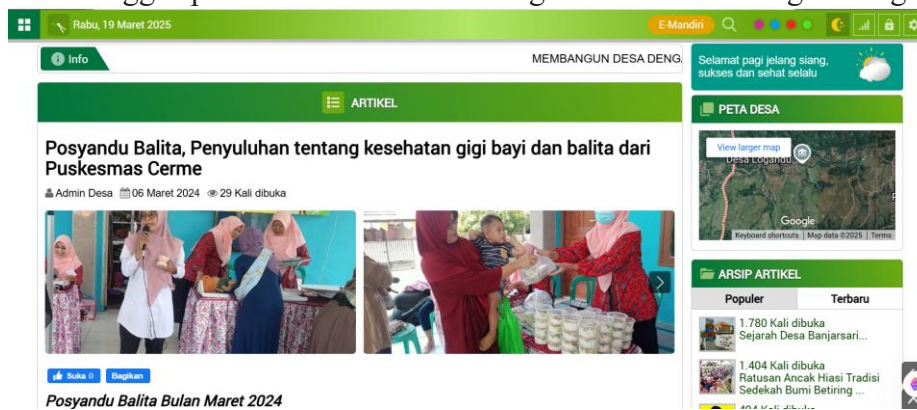 Rabu, 19 Maret 2025
E-Mandiri
Info
MEMBANGUN DESA DENG
Selamat pagi jelang siang,
sukses dan sehat selalu
ARTIKEL
Posyandu Balita, Penyuluhan tentang kesehatan gigi bayi dan balita dari
Puskesmas Cerme
Admin Desa 06 Maret 2024 29 Kali dibuka
Suka 0 Bagikan
Posyandu Balita Bulan Maret 2024
PETA DESA
View larger map
Desa Logandu
Google
Keyboard shortcuts Map data ©2025 Terms
ARSIP ARTIKEL
Populer Terbaru
1.780 Kali dibuka
Sejarah Desa Banjarsari...
1.404 Kali dibuka
Ratusan Ancak Hiasi Tradisi
Sedekah Bumi Betiring ...